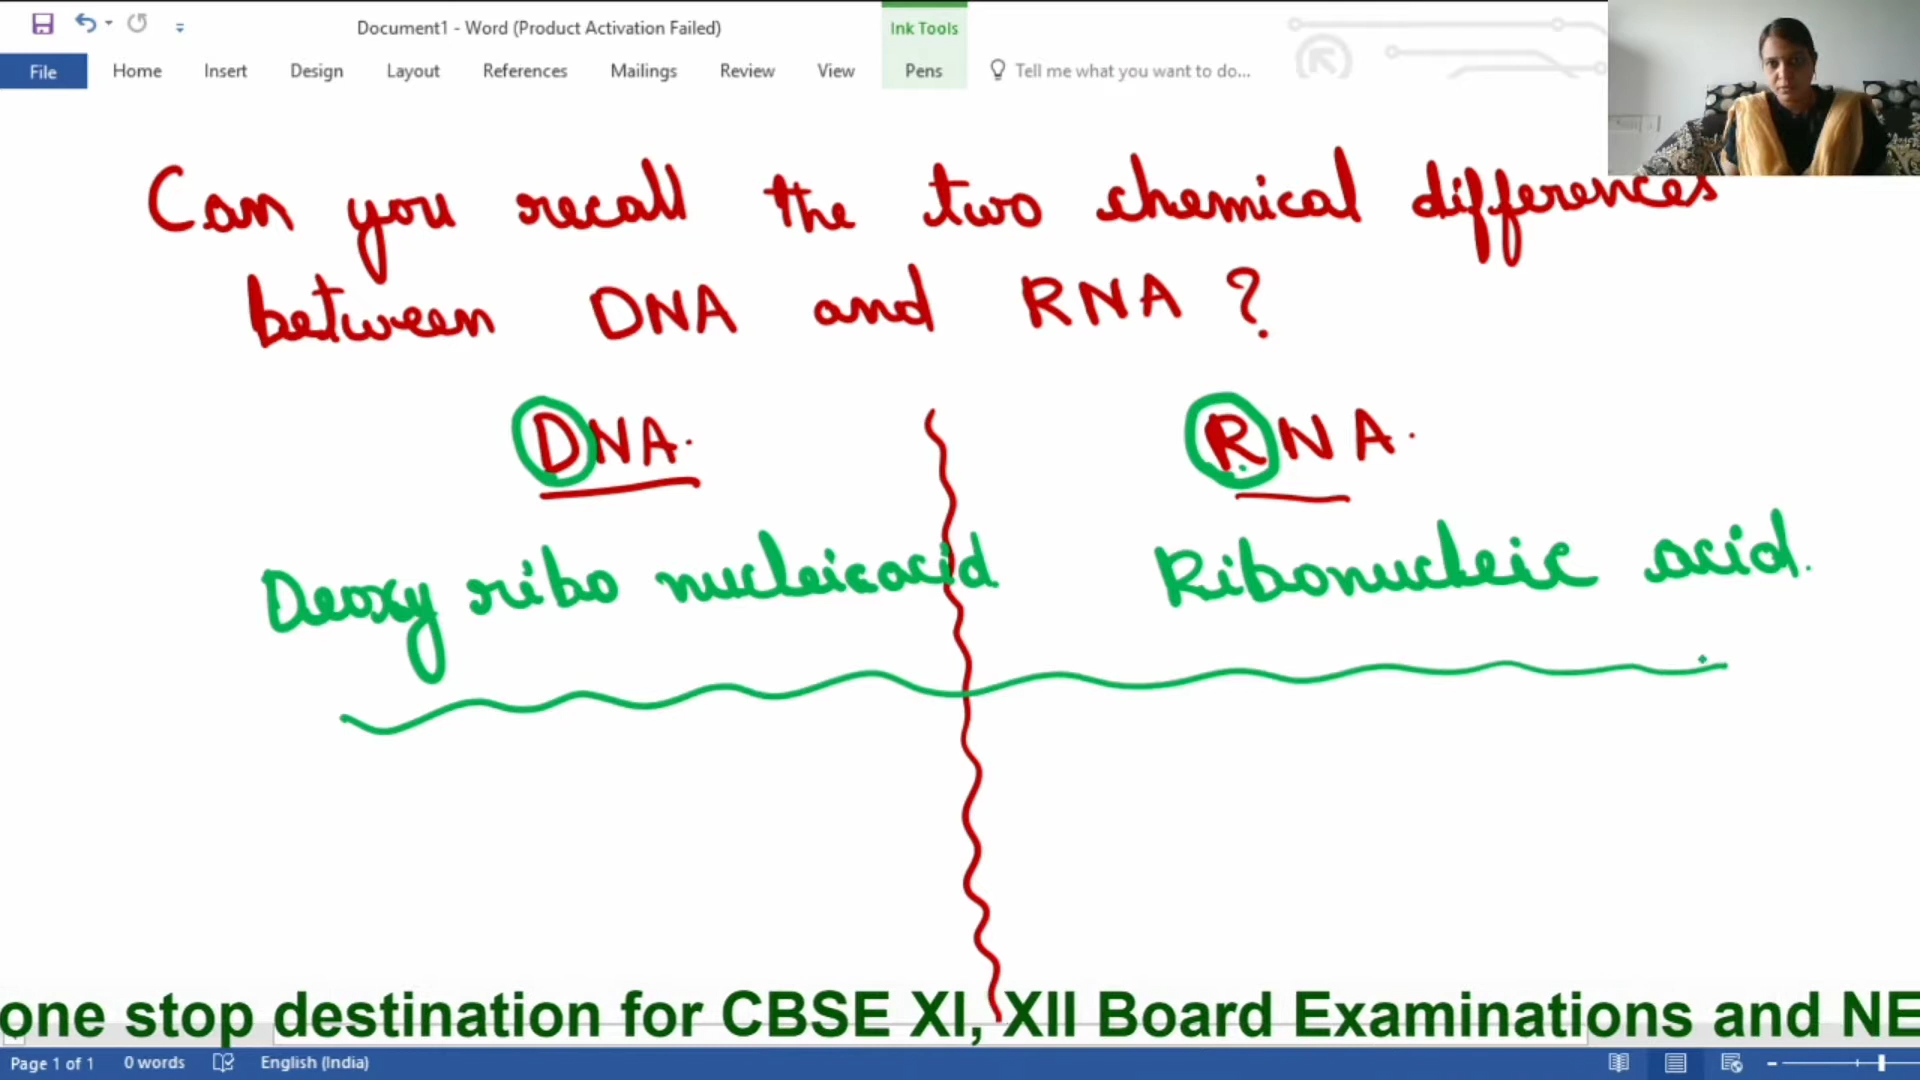 Document1 - Word (Product Activation Failed)
Ink Tools
File Home Insert Design Layout References Mailings Review View Pens Tell me what you want to do...
Can you recall the two chemical differences
between DNA and RNA ?
DNA. RNA.
Deoxy ribo nucleicacid Ribonucleic acid.
one stop destination for CBSE XI, XII Board Examinations and NE
Page 1 of 1 0 words English (India)